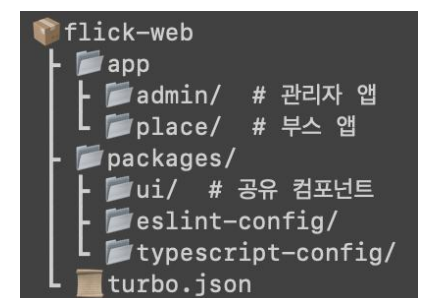 flick-web
app
admin/ # 관리자 앱
place/ # 부스 앱
packages/
ui/ # 공유 컴포넌트
eslint-config/
typescript-config/
turbo.json